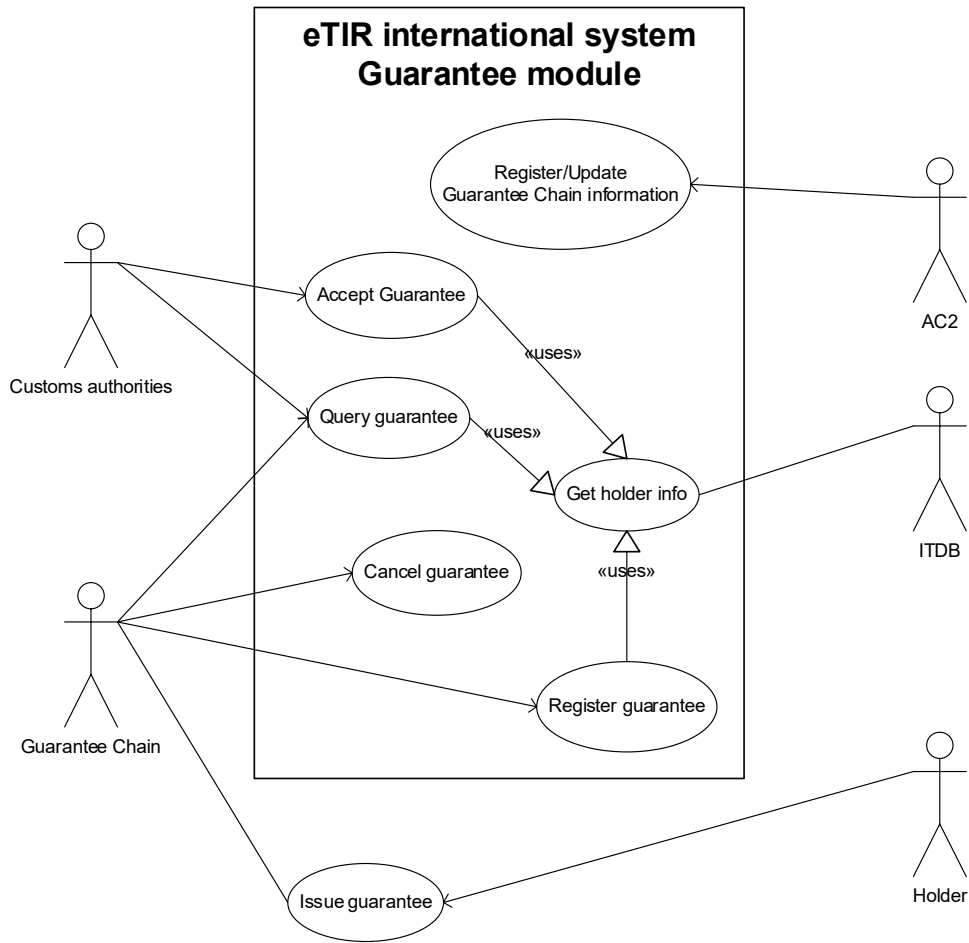 eTIR international system
Guarantee module
Register/Update
Guarantee Chain information
AC2
Accept Guarantee
Customs authorities
«uses»
Query guarantee
«uses»
Get holder info
ITDB
Cancel guarantee
«uses»
Register guarantee
Guarantee Chain
Issue guarantee
Holder